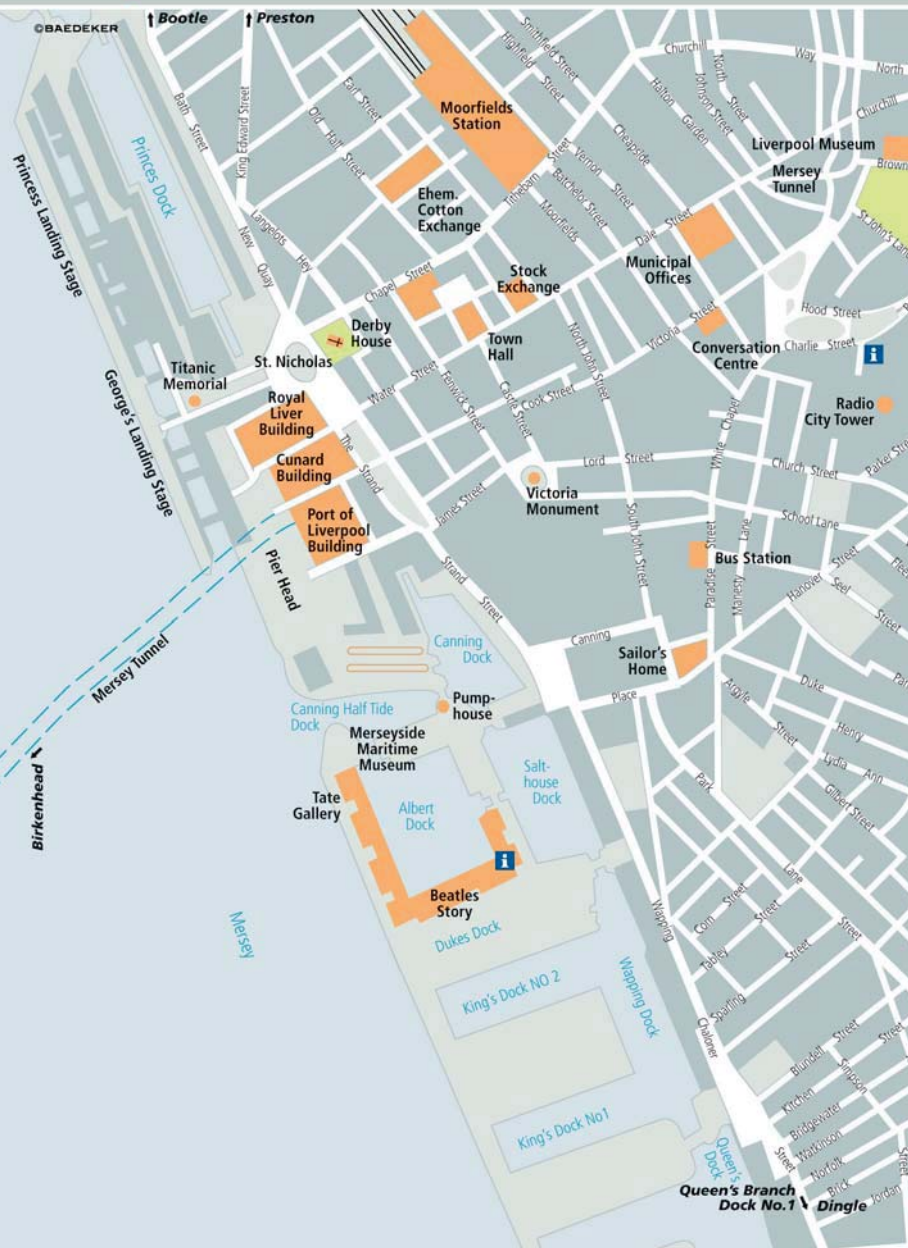 ©BAEDEKER
Bootle
Preston
Smithfield Street
Highfield Street
Churchill Way North
North Street
Johnson Street
Halton Garden
Churchill
Moorfields
Station
Liverpool Museum
Brown
Mersey
Tunnel
St John's Lane
Bath Street
King Edward Street
Earl Street
Old Hall Street
Cheapside
Vernon Street
Batchelor Street
Tithebarn Street
Moorfields
Princes Dock
Princess Landing Stage
Ehem.
Cotton
Exchange
Dale Street
Municipal
Offices
Langelots Hey
New Quay
Chapel Street
Stock
Exchange
Hood Street
Derby
House
Town
Hall
North John Street
Victoria Street
Conversation
Centre
Charlie Street
i
St. Nicholas
Titanic
Memorial
Water Street
Fenwick Street
Castle Street
Cook Street
George's Landing Stage
Royal
Liver
Building
The Strand
Radio
City Tower
White Chapel
Cunard
Building
Lord Street
Church Street
Parker Stre
James Street
Victoria
Monument
Port of
Liverpool
Building
School Lane
South John Street
Paradise Street
Manesty Lane
Bus Station
Hanover Street
Seel Street
Pier Head
Strand Street
Mersey Tunnel
Canning
Dock
Canning
Place
Sailor's
Home
Birkenhead
Canning Half Tide
Dock
Pump-
house
Argyle Street
Duke
Henry
Lydia Ann
Gilbert Street
Merseyside
Maritime
Museum
Salt-
house
Dock
Park Lane
Tate
Gallery
Albert
Dock
i
Beatles
Story
Mersey
Dukes Dock
Wapping
Corn Street
Tabley Street
Street
King's Dock NO 2
Wapping Dock
Sparling
Chaloner
Street
Blundell Street
Simpson
Street
Kitchen
Bridgewater
Watkinson
Norfolk
Brick
Jordan
Street
King's Dock No1
Queen's
Dock
Queen's Branch
Dock No.1
Dingle